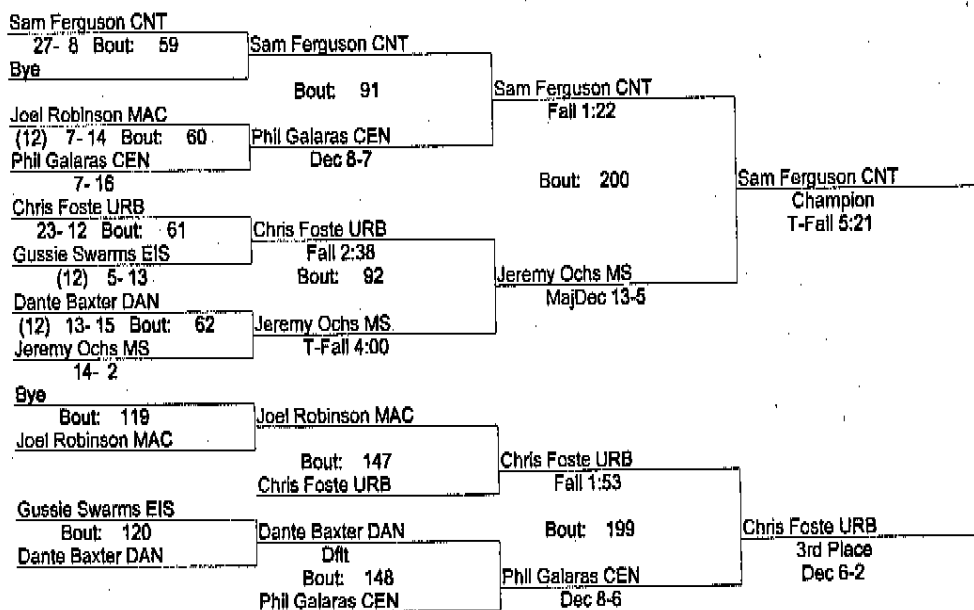 Sam Ferguson CNT
27- 8 Bout: 59
Bye
Sam Ferguson CNT
Bout: 91
Joel Robinson MAC
(12) 7- 14 Bout: 60
Phil Galaras CEN
7- 16
Phil Galaras CEN
Dec 8-7
Sam Ferguson CNT
Fall 1:22
Bout: 200
Chris Foste URB
23- 12 Bout: 61
Gussie Swarms EIS
(12) 5- 13
Chris Foste URB
Fall 2:38
Bout: 92
Dante Baxter DAN
(12) 13- 15 Bout: 62
Jeremy Ochs MS
14- 2
Jeremy Ochs MS
T-Fall 4:00
Jeremy Ochs MS
MajDec 13-5
Sam Ferguson CNT
Champion
T-Fall 5:21
Bye
Bout: 119
Joel Robinson MAC
Joel Robinson MAC
Bout: 147
Chris Foste URB
Chris Foste URB
Fall 1:53
Bout: 199
Gussie Swarms EIS
Bout: 120
Dante Baxter DAN
Dante Baxter DAN
Dflt
Bout: 148
Phil Galaras CEN
Phil Galaras CEN
Dec 8-6
Chris Foste URB
3rd Place
Dec 6-2